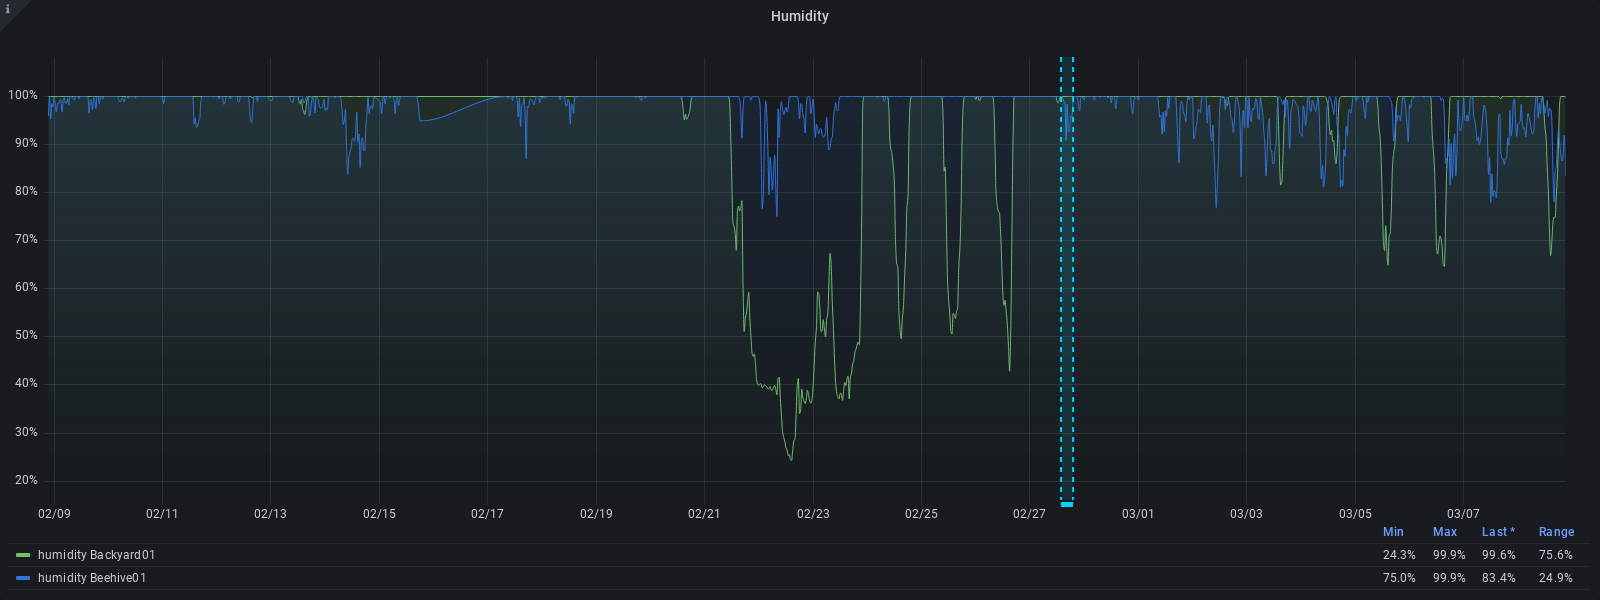 i
Humidity
100%
90%
80%
70%
60%
50%
40%
30%
20%
02/09 02/11 02/13 02/15 02/17 02/19 02/21 02/23 02/25 02/27 03/01 03/03 03/05 03/07
Min Max Last * Range
humidity Backyard01 24.3% 99.9% 99.6% 75.6%
humidity Beehive01 75.0% 99.9% 83.4% 24.9%